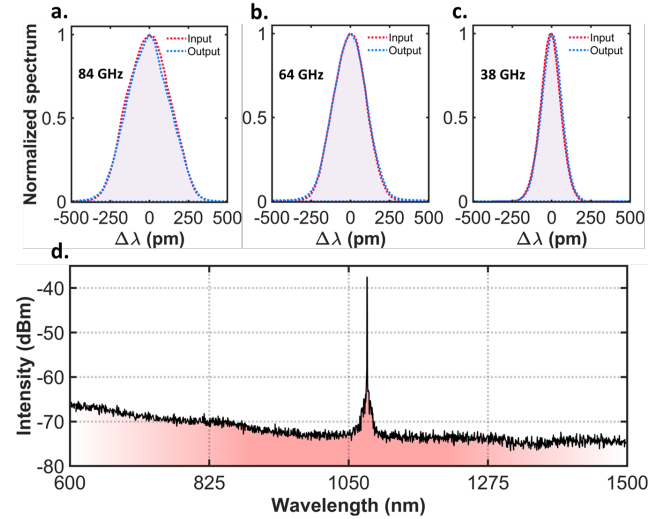 a.
b.
c.
Normalized spectrum
1
0.5
0
84 GHz
Input
Output
-500 -250 0 250 500
Δλ (pm)
1
0.5
0
64 GHz
Input
Output
-500 -250 0 250 500
Δλ (pm)
1
0.5
0
38 GHz
Input
Output
-500 -250 0 250 500
Δλ (pm)
d.
Intensity (dBm)
-40
-50
-60
-70
-80
600 825 1050 1275 1500
Wavelength (nm)